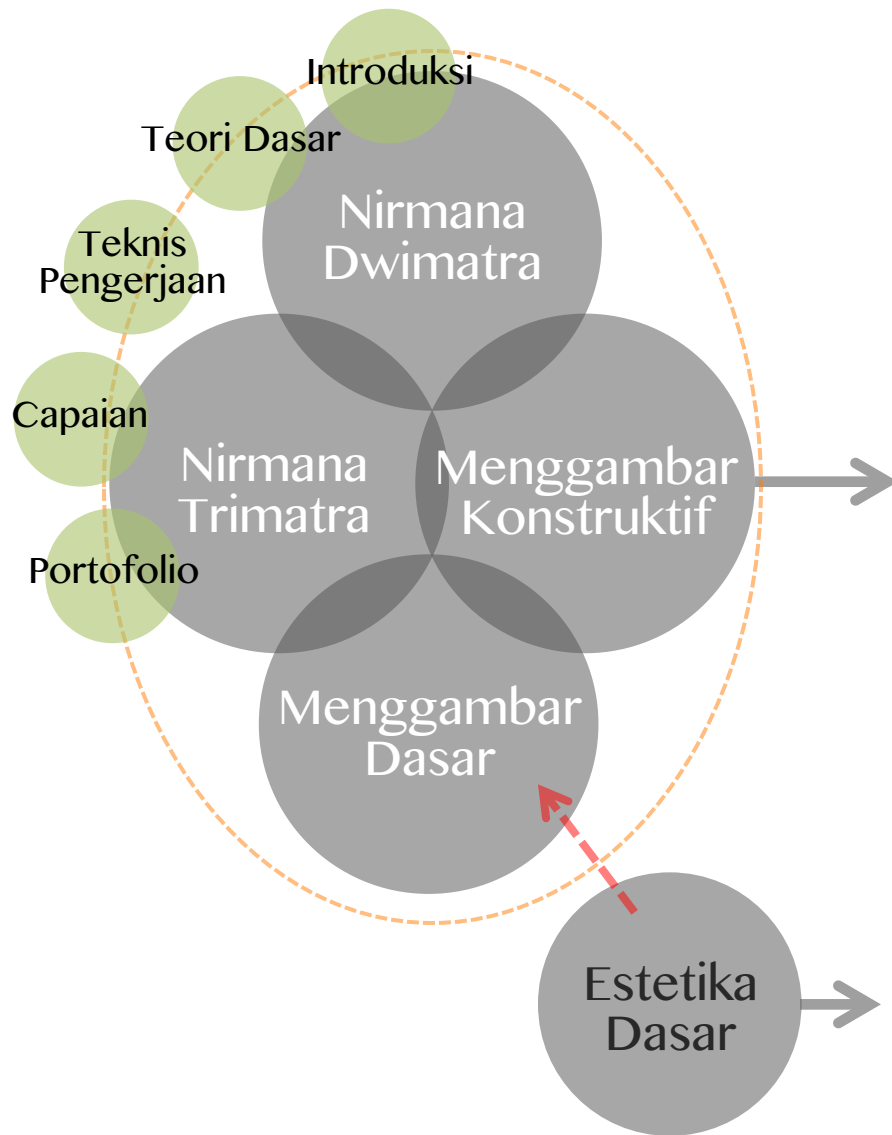 Introduksi
Teori Dasar
Nirmana
Dwimatra
Teknis
Pengerjaan
Capaian
Nirmana
Trimatra
Menggambar
Konstruktif
Portofolio
Menggambar
Dasar
Estetika
Dasar